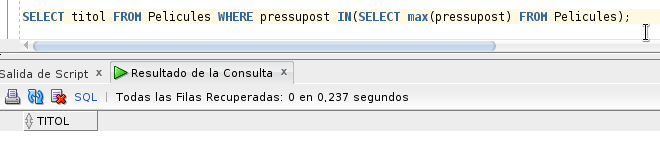 SELECT titol FROM Pelicules WHERE pressupost IN(SELECT max(pressupost) FROM Pelicules);
Salida de Script x Resultado de la Consulta x
SQL | Todas las Filas Recuperadas: 0 en 0,237 segundos
TITOL